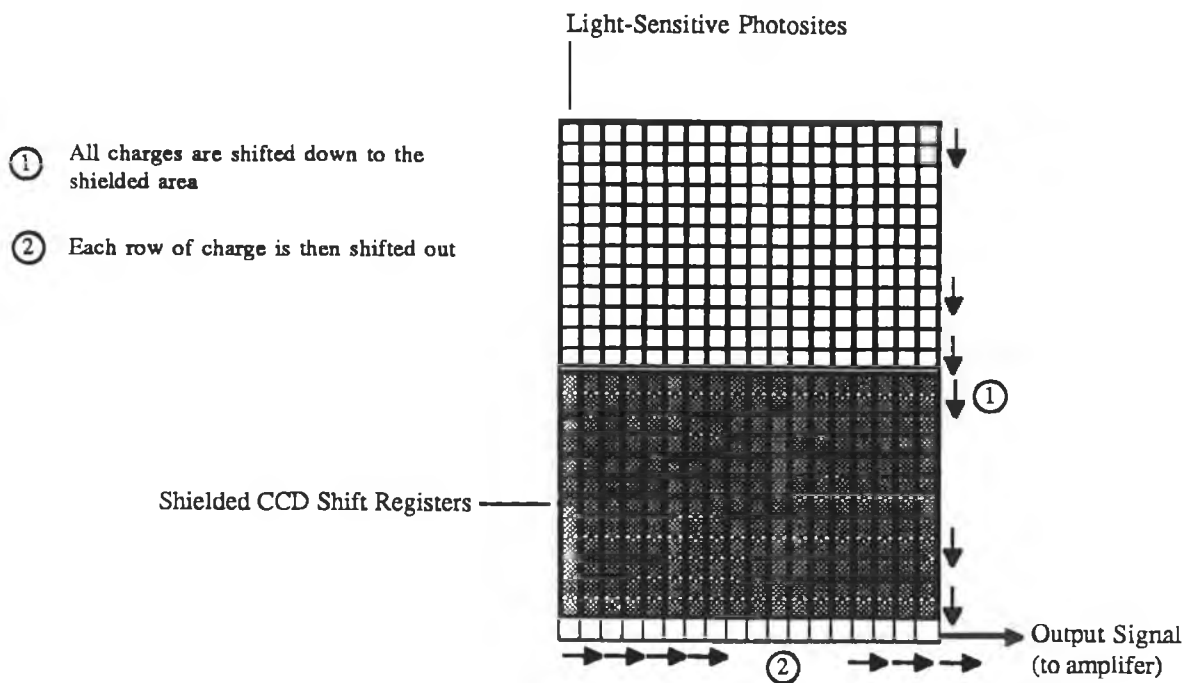 Light-Sensitive Photosites
① All charges are shifted down to the
shielded area
② Each row of charge is then shifted out
①
Shielded CCD Shift Registers
②
Output Signal
(to amplifer)